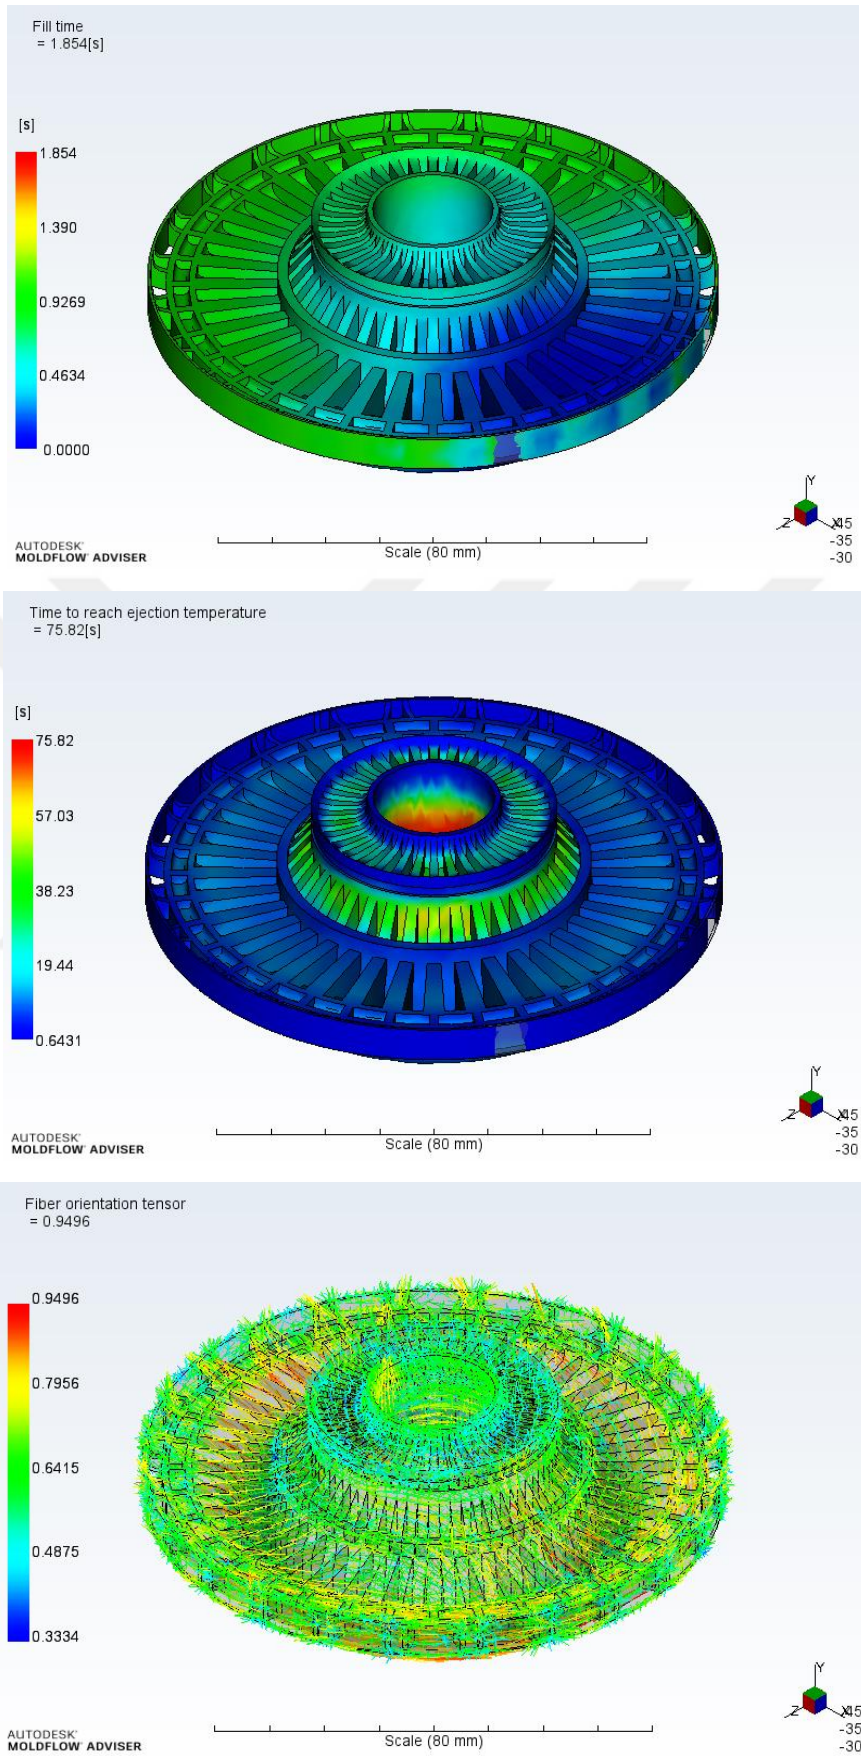 Fill time
= 1.854[s]
[s]
1.854
1.390
0.9269
0.4634
0.0000
Y
Z
X
-45
-35
-30
Scale (80 mm)
AUTODESK'
MOLDFLOW' ADVISER
Time to reach ejection temperature
= 75.82[s]
[s]
75.82
57.03
38.23
19.44
0.6431
Y
Z
X
-45
-35
-30
Scale (80 mm)
AUTODESK'
MOLDFLOW' ADVISER
Fiber orientation tensor
= 0.9496
0.9496
0.7956
0.6415
0.4875
0.3334
Y
Z
X
-45
-35
-30
Scale (80 mm)
AUTODESK'
MOLDFLOW' ADVISER